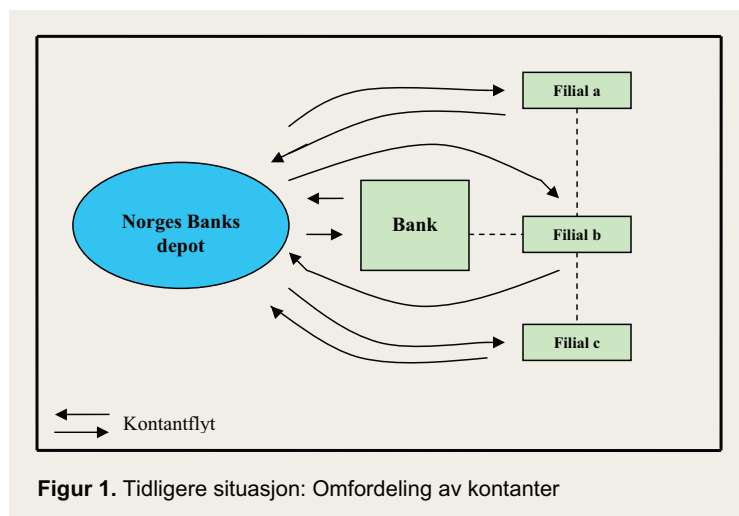 Filial a
Norges Banks
depot
Bank
Filial b
Filial c
Kontantflyt
Figur 1. Tidligere situasjon: Omfordeling av kontanter